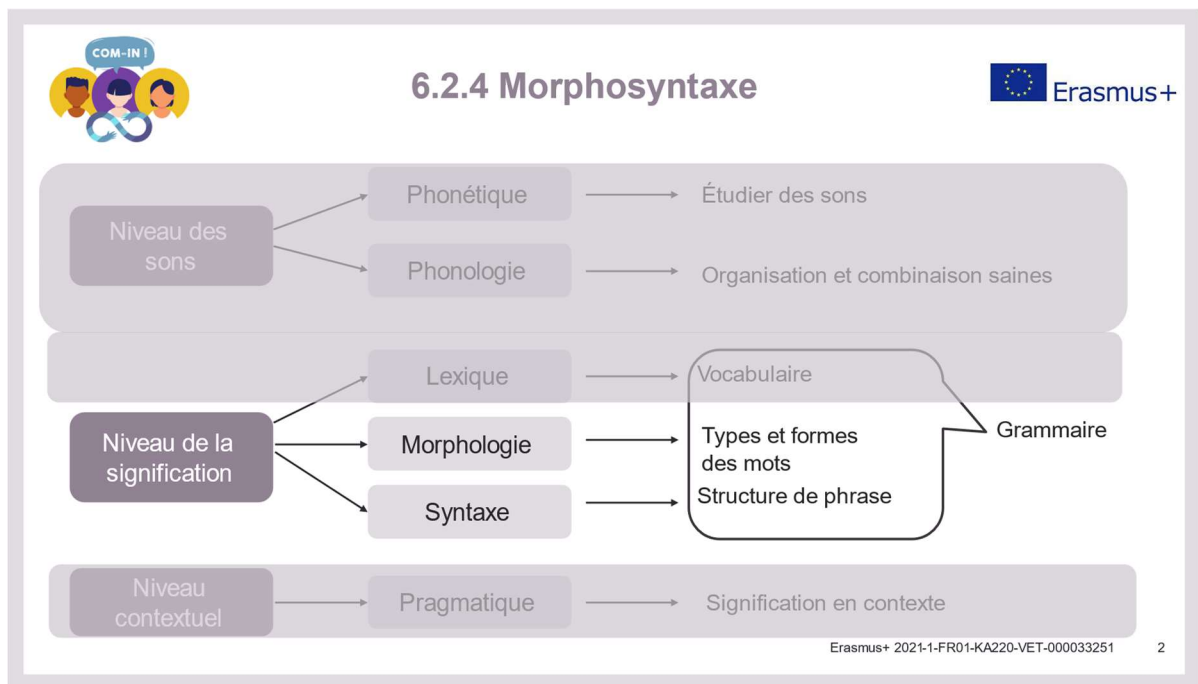 COM-IN !
6.2.4 Morphosyntaxe
Erasmus+
Niveau des
sons
Phonétique
Étudier des sons
Phonologie
Organisation et combinaison saines
Niveau de la
signification
Lexique
Vocabulaire
Morphologie
Types et formes
des mots
Syntaxe
Structure de phrase
Grammaire
Niveau
contextuel
Pragmatique
Signification en contexte
Erasmus+ 2021-1-FR01-KA220-VET-000033251
2